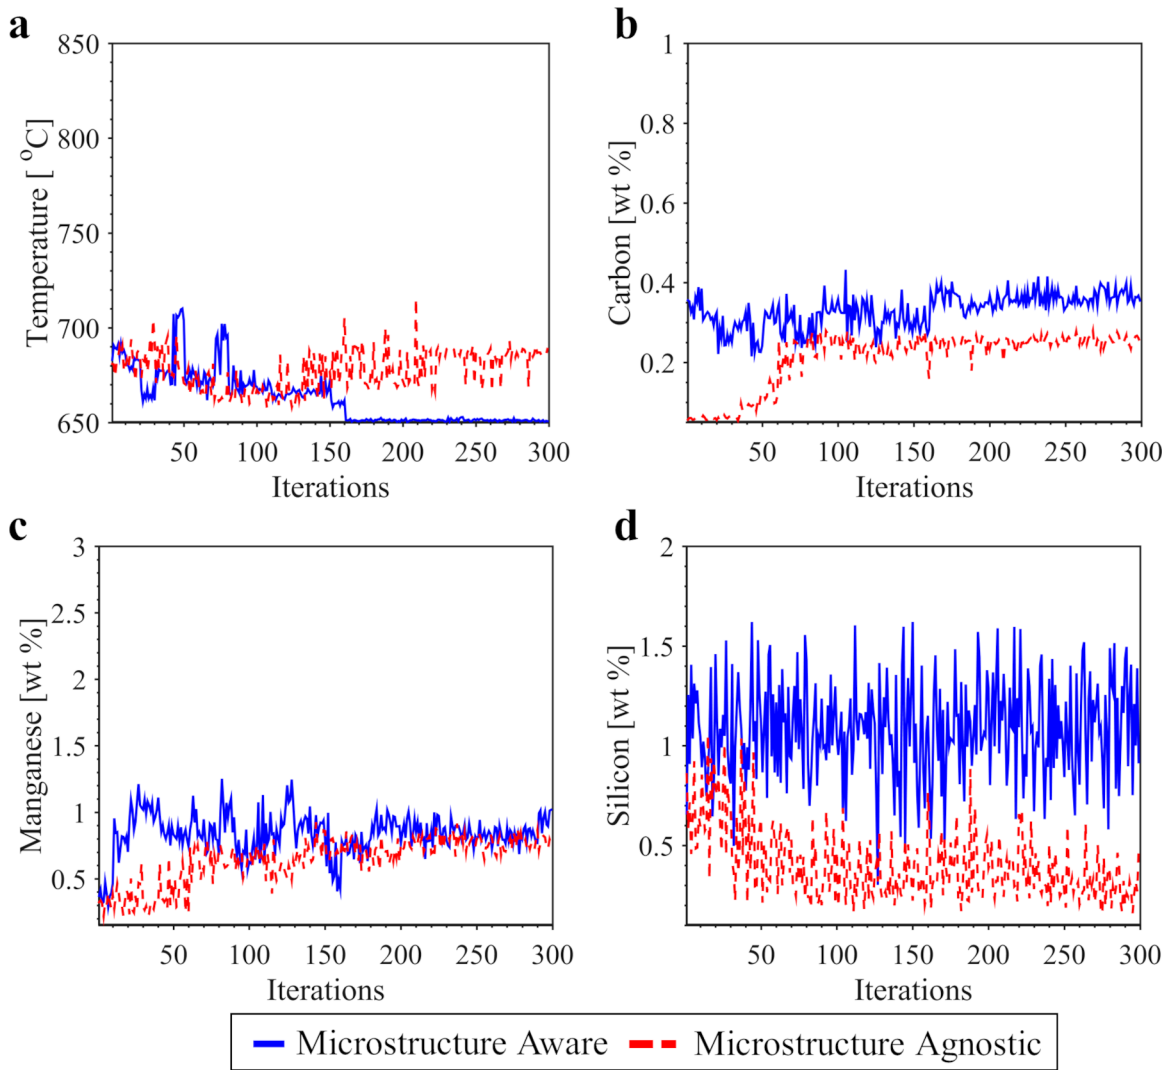 a
850
800
750
700
650
Temperature [ °C]
50 100 150 200 250 300
Iterations
b
1
0.8
0.6
0.4
0.2
Carbon [wt %]
50 100 150 200 250 300
Iterations
c
3
2.5
2
1.5
1
0.5
Manganese [wt %]
50 100 150 200 250 300
Iterations
d
2
1.5
1
0.5
Silicon [wt %]
50 100 150 200 250 300
Iterations
Microstructure Aware Microstructure Agnostic